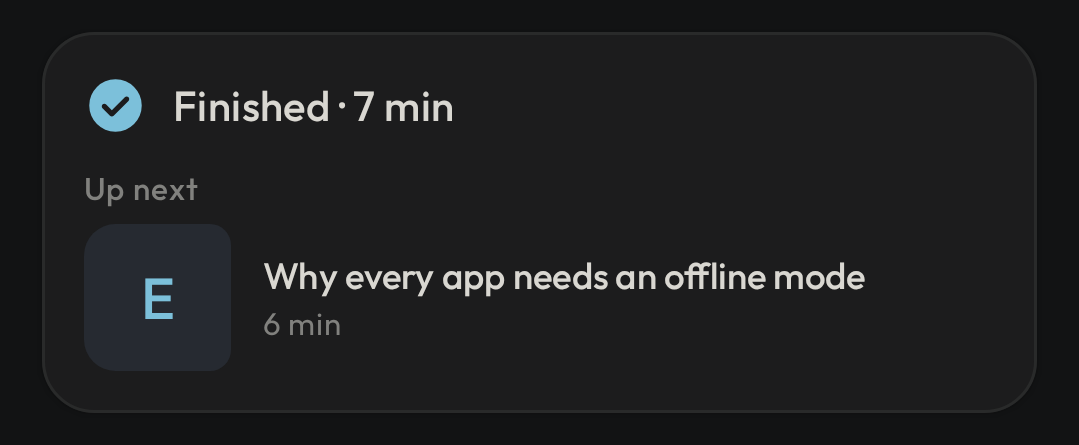 Finished · 7 min
Up next
E
Why every app needs an offline mode
6 min